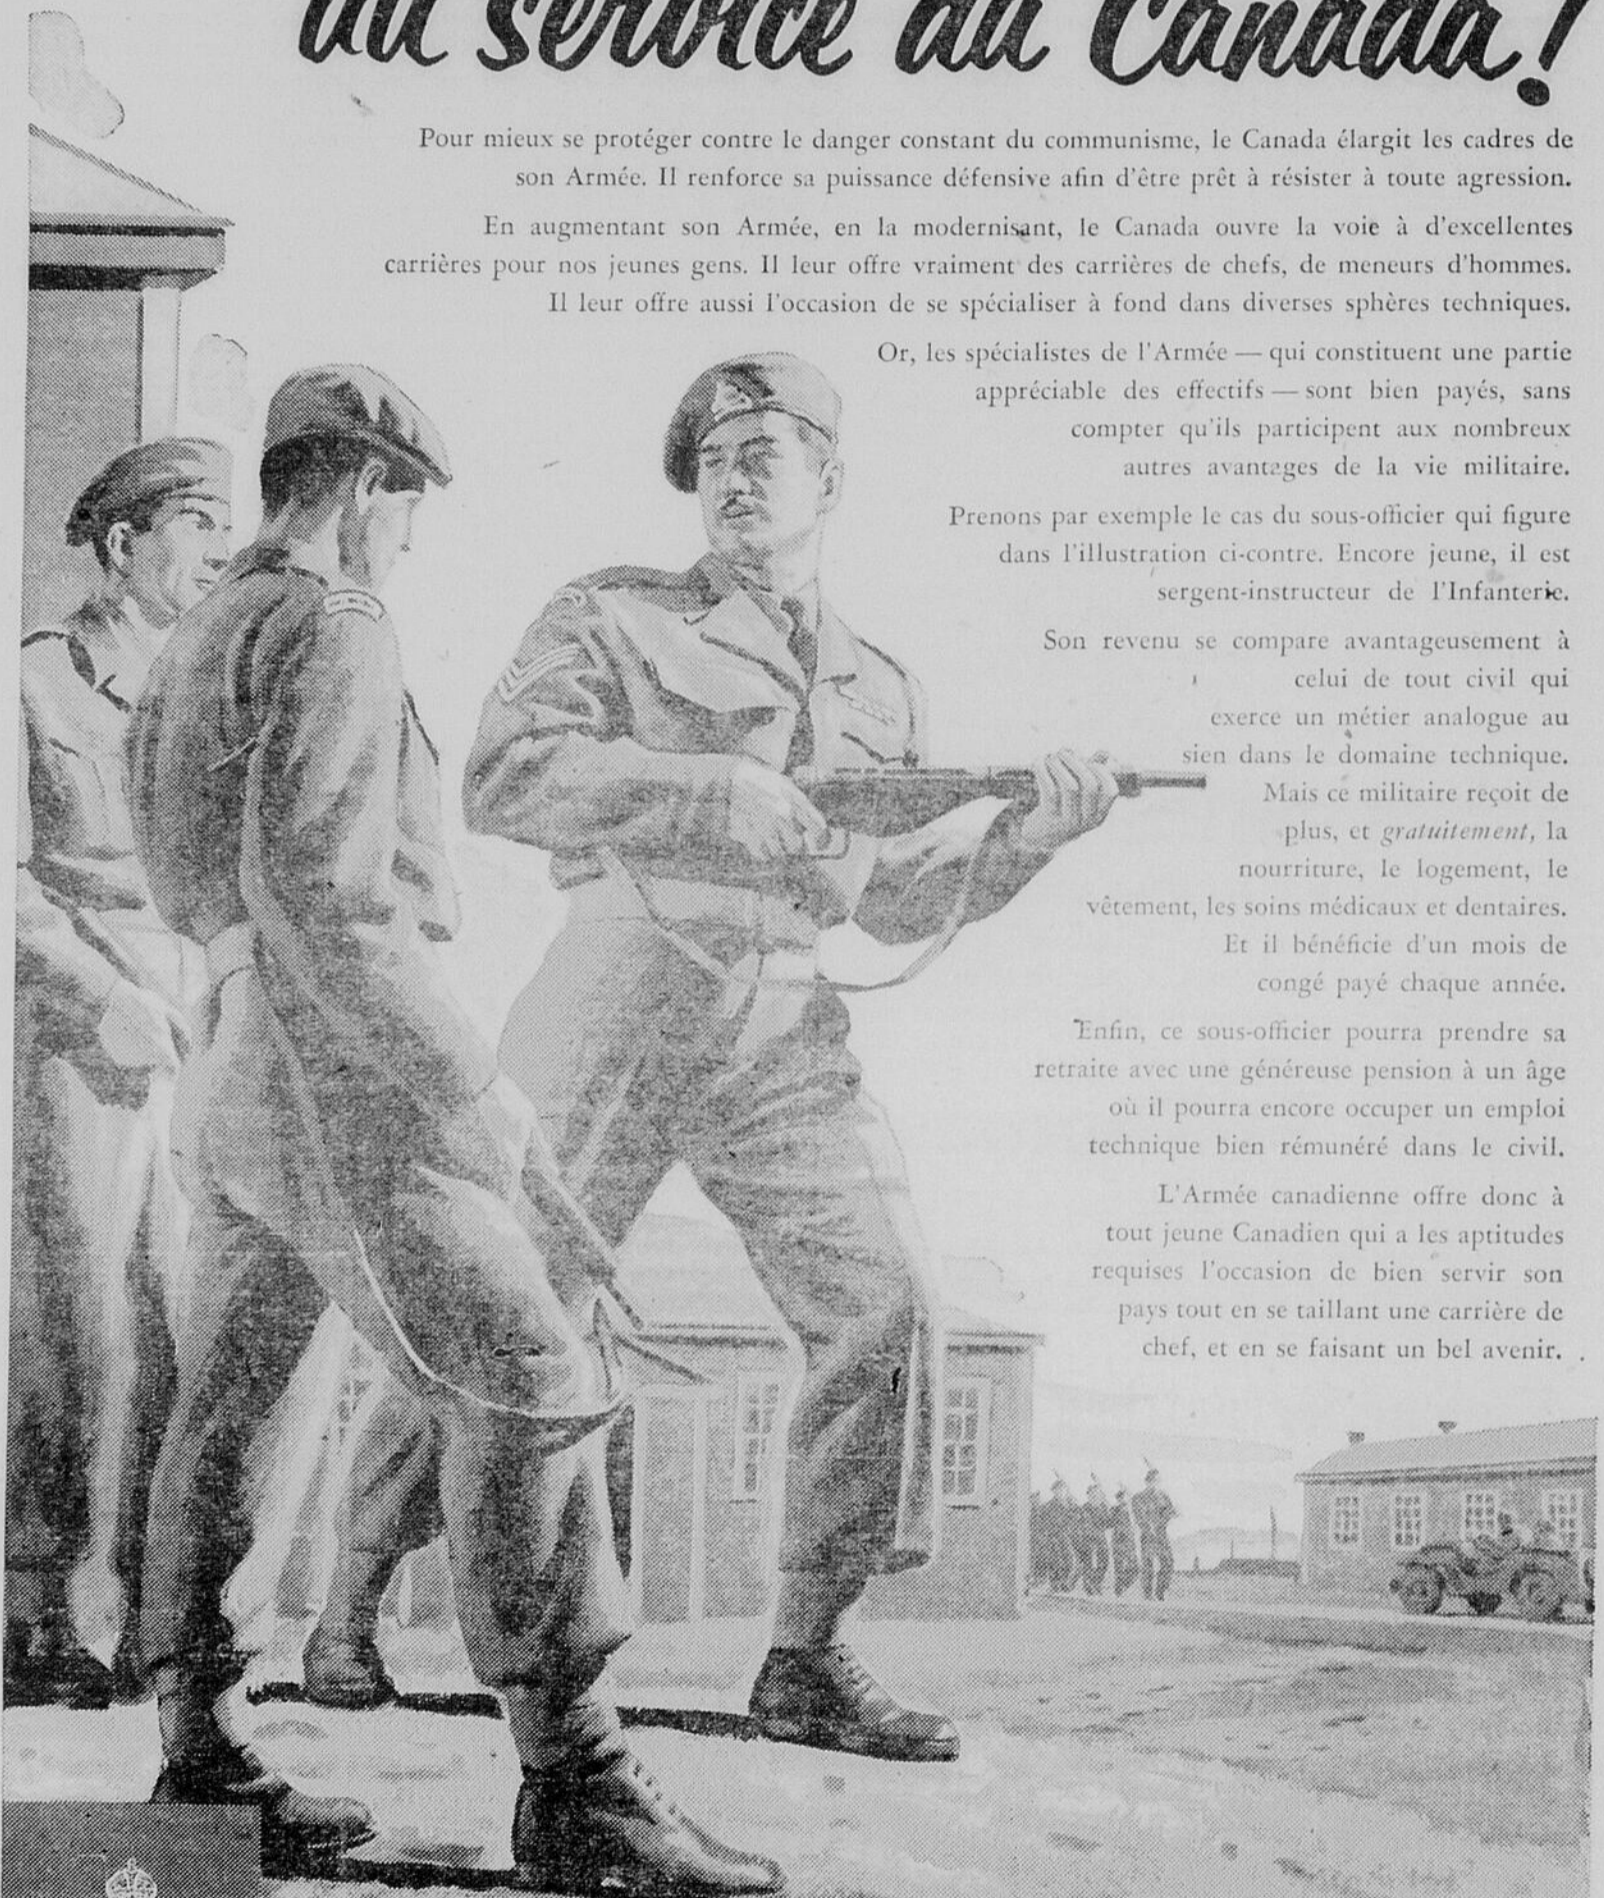 au service du Canada!
Pour mieux se protéger contre le danger constant du communisme, le Canada élargit les cadres de
son Armée. Il renforce sa puissance défensive afin d'être prêt à résister à toute agression.
En augmentant son Armée, en la modernisant, le Canada ouvre la voie à d'excellentes
carrières pour nos jeunes gens. Il leur offre vraiment des carrières de chefs, de meneurs d'hommes.
Il leur offre aussi l'occasion de se spécialiser à fond dans diverses sphères techniques.
Or, les spécialistes de l'Armée — qui constituent une partie
appréciable des effectifs — sont bien payés, sans
compter qu'ils participent aux nombreux
autres avantages de la vie militaire.
Prenons par exemple le cas du sous-officier qui figure
dans l'illustration ci-contre. Encore jeune, il est
sergent-instructeur de l'Infanterie.
Son revenu se compare avantageusement à
celui de tout civil qui
exerce un métier analogue au
sien dans le domaine technique.
Mais ce militaire reçoit de
plus, et gratuitement, la
nourriture, le logement, le
vêtement, les soins médicaux et dentaires.
Et il bénéficie d'un mois de
congé payé chaque année.
Enfin, ce sous-officier pourra prendre sa
retraite avec une généreuse pension à un âge
où il pourra encore occuper un emploi
technique bien rémunéré dans le civil.
L'Armée canadienne offre donc à
tout jeune Canadien qui a les aptitudes
requises l'occasion de bien servir son
pays tout en se taillant une carrière de
chef, et en se faisant un bel avenir.